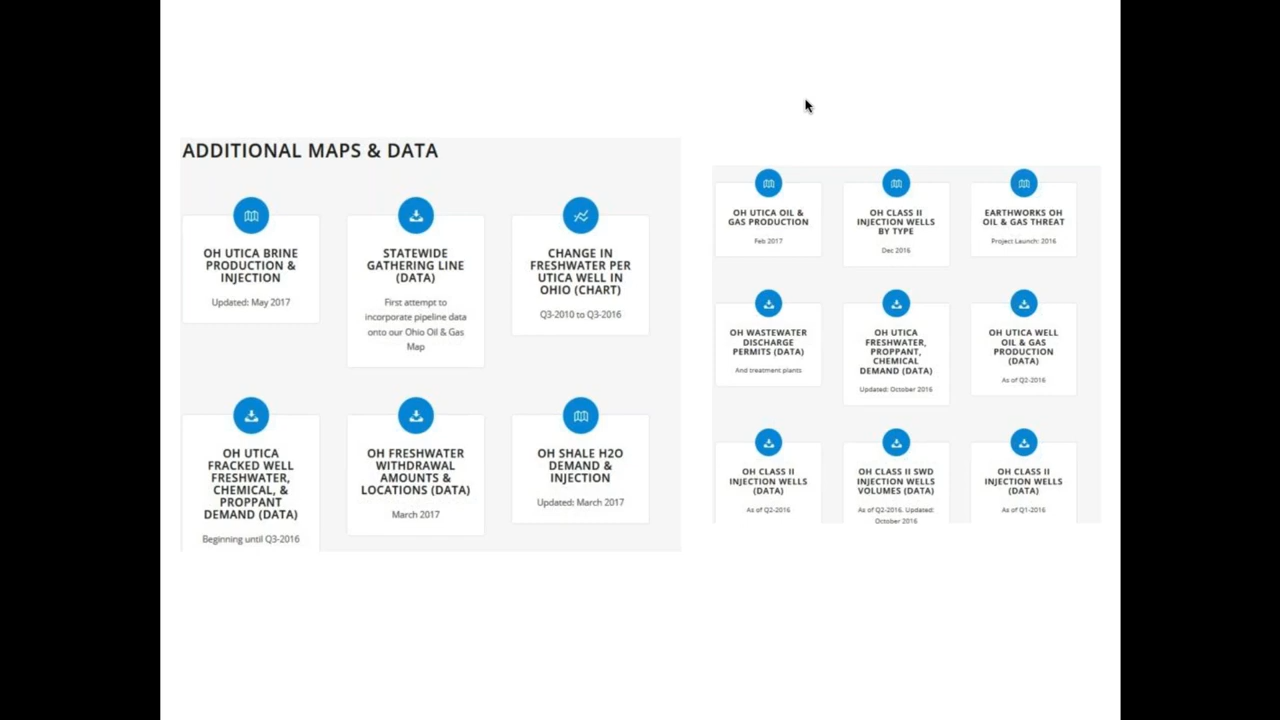 ADDITIONAL MAPS & DATA
OH UTICA BRINE
PRODUCTION &
INJECTION
Updated: May 2017
STATEWIDE
GATHERING LINE
(DATA)
First attempt to
incorporate pipeline data
onto our Ohio Oil & Gas
Map
CHANGE IN
FRESHWATER PER
UTICA WELL IN
OHIO (CHART)
Q3-2010 to Q3-2016
OH UTICA
FRACKED WELL
FRESHWATER,
CHEMICAL, &
PROPPANT
DEMAND (DATA)
Beginning until Q3-2016
OH FRESHWATER
WITHDRAWAL
AMOUNTS &
LOCATIONS (DATA)
March 2017
OH SHALE H2O
DEMAND &
INJECTION
Updated: March 2017
OH UTICA OIL &
GAS PRODUCTION
Feb 2017
OH CLASS II
INJECTION WELLS
BY TYPE
Dec 2016
EARTHWORKS OH
OIL & GAS THREAT
Project Launch: 2016
OH WASTEWATER
DISCHARGE
PERMITS (DATA)
And treatment plants
OH UTICA
FRESHWATER,
PROPPANT,
CHEMICAL
DEMAND (DATA)
Updated: October 2016
OH UTICA WELL
OIL & GAS
PRODUCTION
(DATA)
As of Q2-2016
OH CLASS II
INJECTION WELLS
(DATA)
As of Q2-2016
OH CLASS II SWD
INJECTION WELLS
VOLUMES (DATA)
As of Q2-2016. Updated:
October 2016
OH CLASS II
INJECTION WELLS
(DATA)
As of Q1-2016